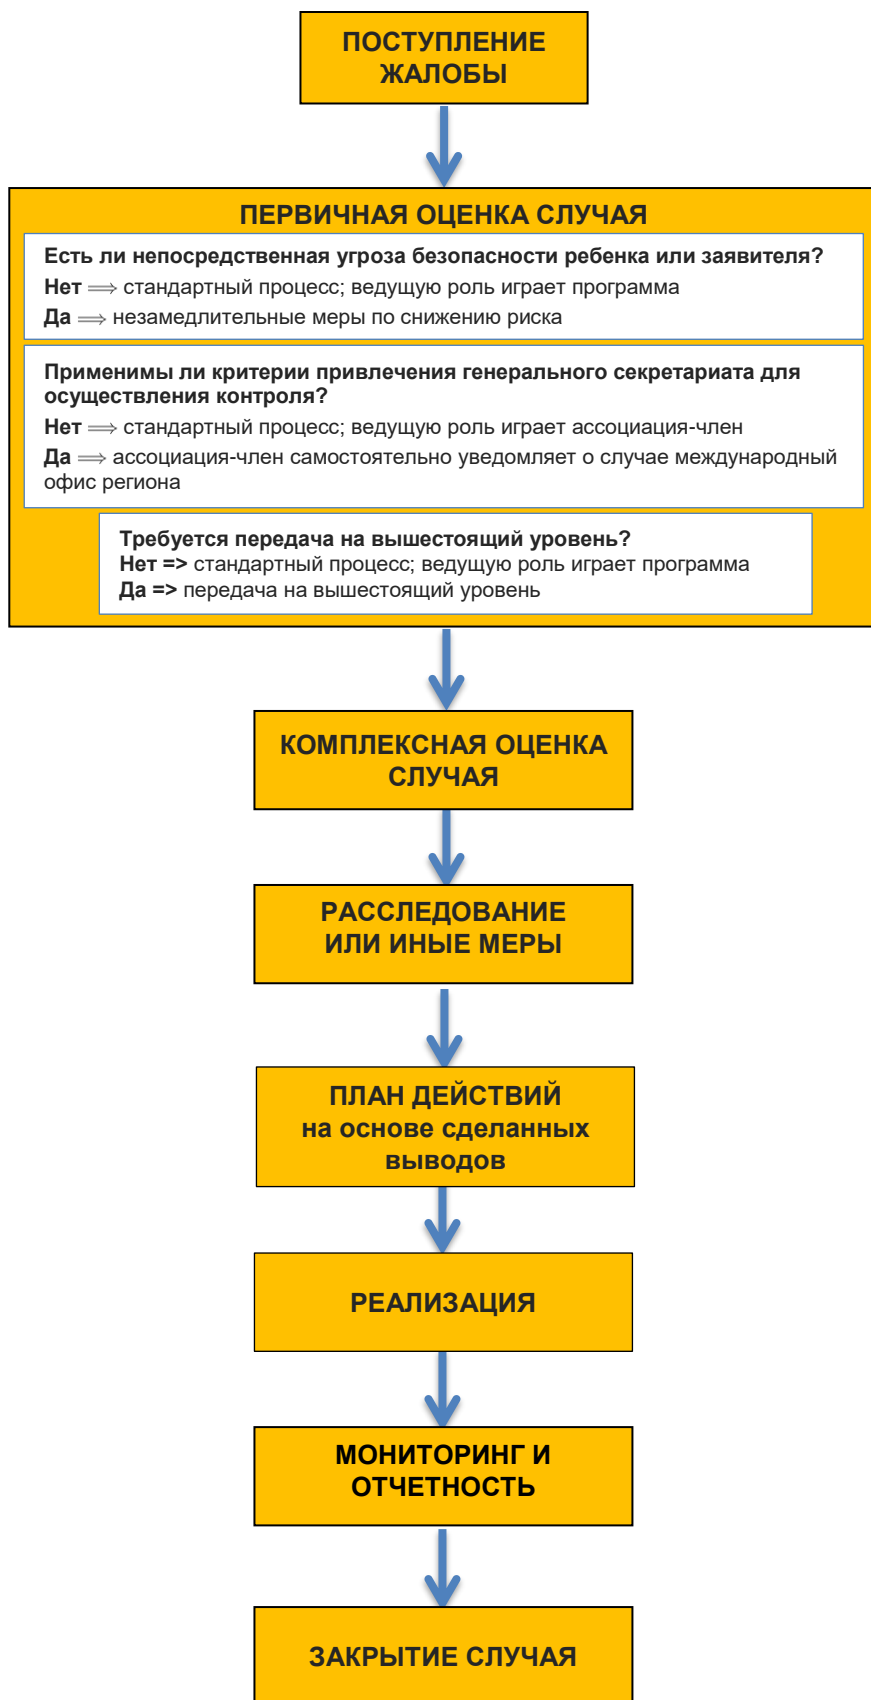 ПОСТУПЛЕНИЕ
ЖАЛОБЫ
ПЕРВИЧНАЯ ОЦЕНКА СЛУЧАЯ
Есть ли непосредственная угроза безопасности ребенка или заявителя?
Нет ⟹ стандартный процесс; ведущую роль играет программа
Да ⟹ незамедлительные меры по снижению риска
Применимы ли критерии привлечения генерального секретариата для
осуществления контроля?
Нет ⟹ стандартный процесс; ведущую роль играет ассоциация-член
Да ⟹ ассоциация-член самостоятельно уведомляет о случае международный
офис региона
Требуется передача на вышестоящий уровень?
Нет => стандартный процесс; ведущую роль играет программа
Да => передача на вышестоящий уровень
КОМПЛЕКСНАЯ ОЦЕНКА
СЛУЧАЯ
РАССЛЕДОВАНИЕ
ИЛИ ИНЫЕ МЕРЫ
ПЛАН ДЕЙСТВИЙ
на основе сделанных
выводов
РЕАЛИЗАЦИЯ
МОНИТОРИНГ И
ОТЧЕТНОСТЬ
ЗАКРЫТИЕ СЛУЧАЯ